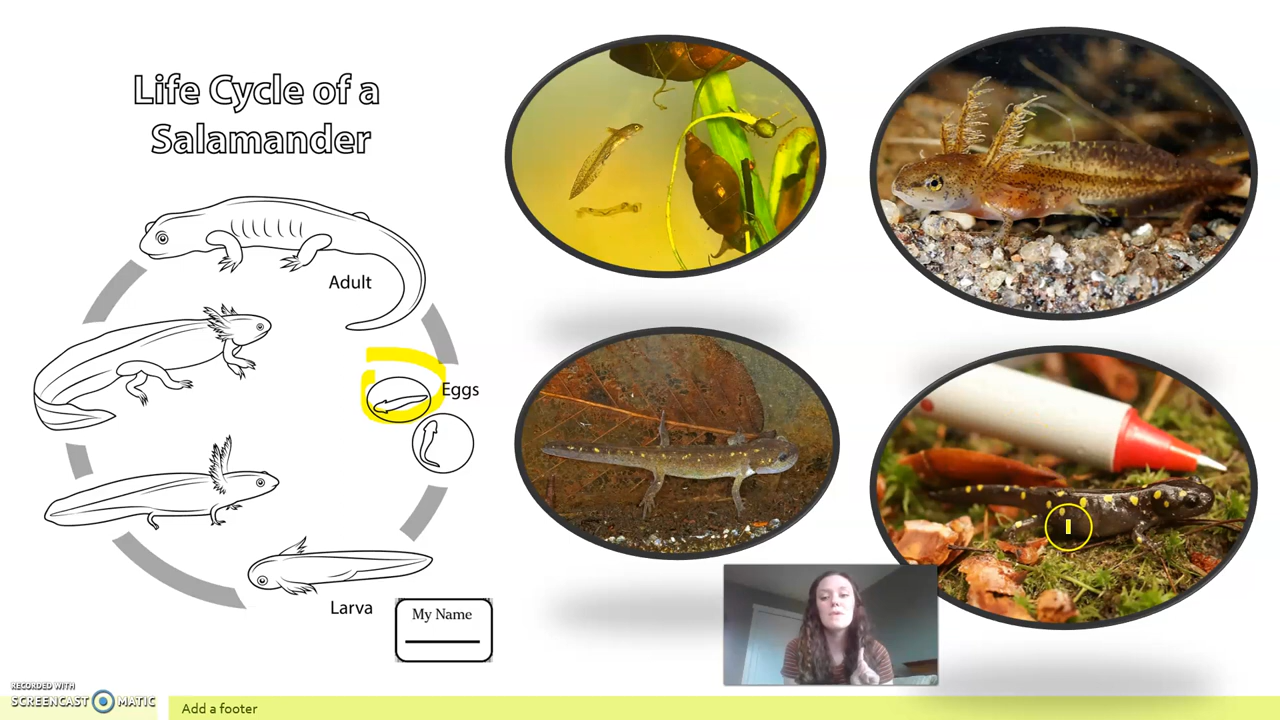 Life Cycle of a
Salamander
Adult
Eggs
Larva
My Name
RECORDED WITH
SCREENCAST MATIC
Add a footer